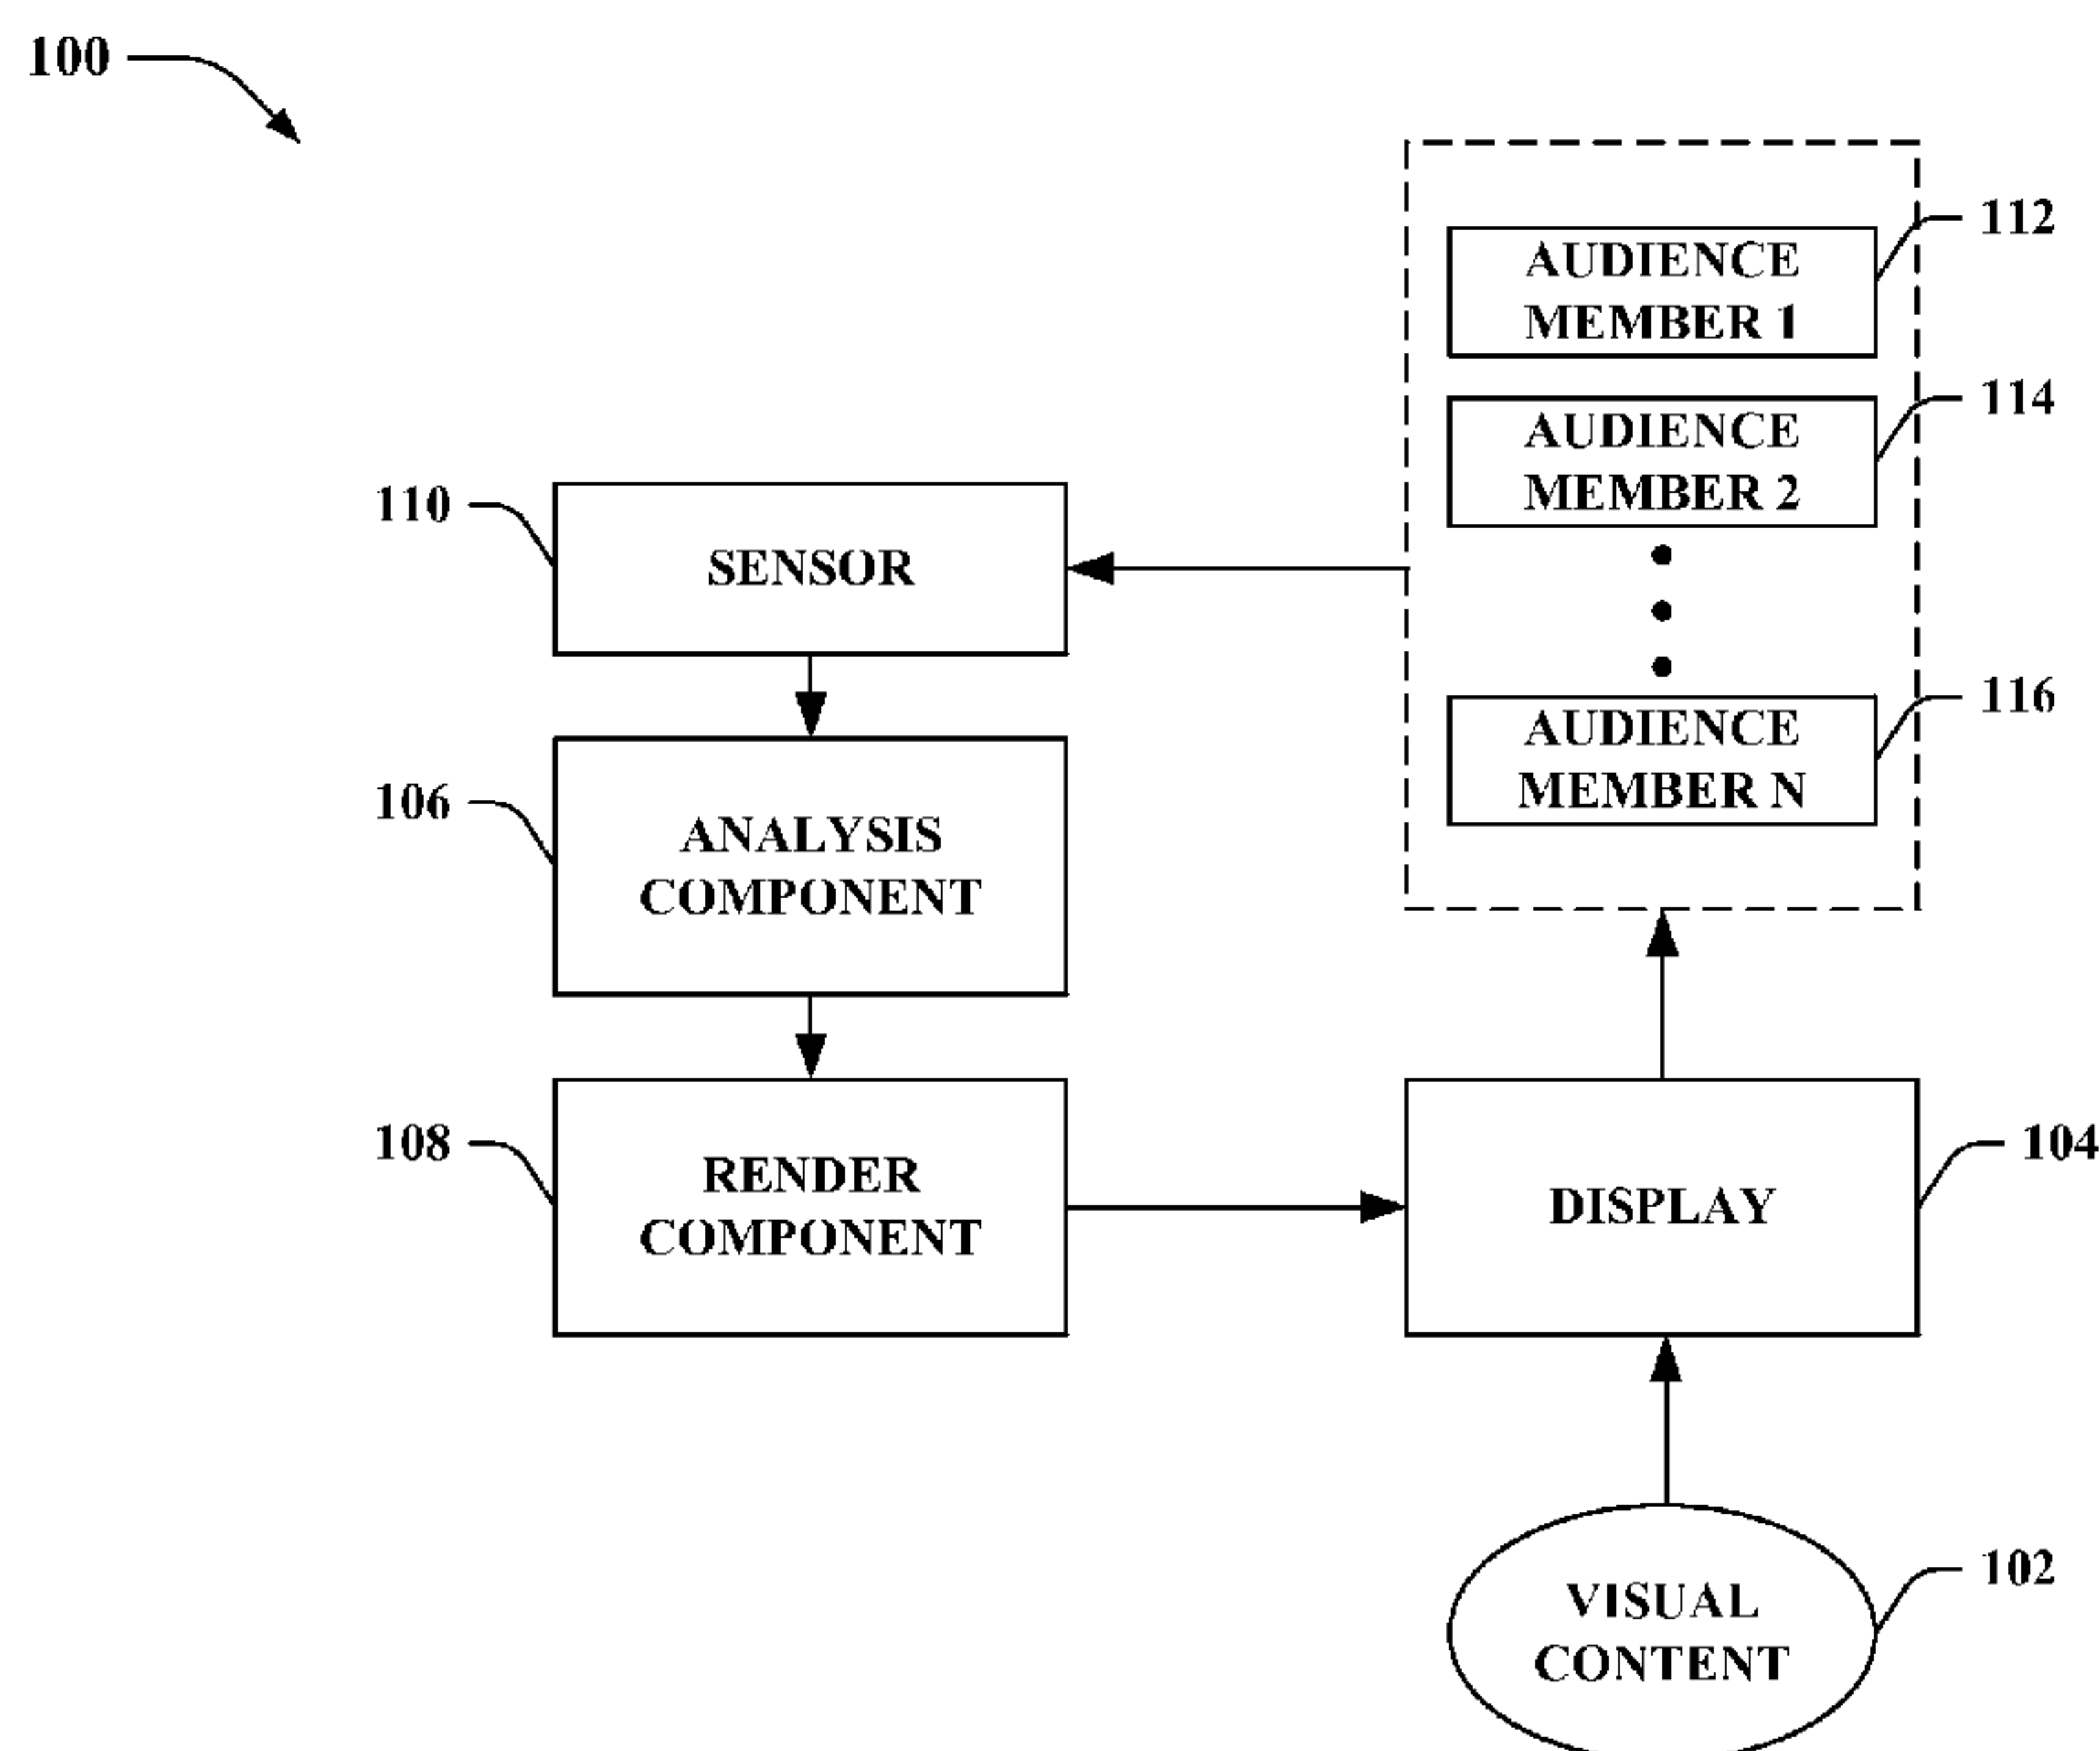 100
112
AUDIENCE
MEMBER 1
114
AUDIENCE
MEMBER 2
110
SENSOR
116
AUDIENCE
MEMBER N
106
ANALYSIS
COMPONENT
108
RENDER
COMPONENT
104
DISPLAY
102
VISUAL
CONTENT